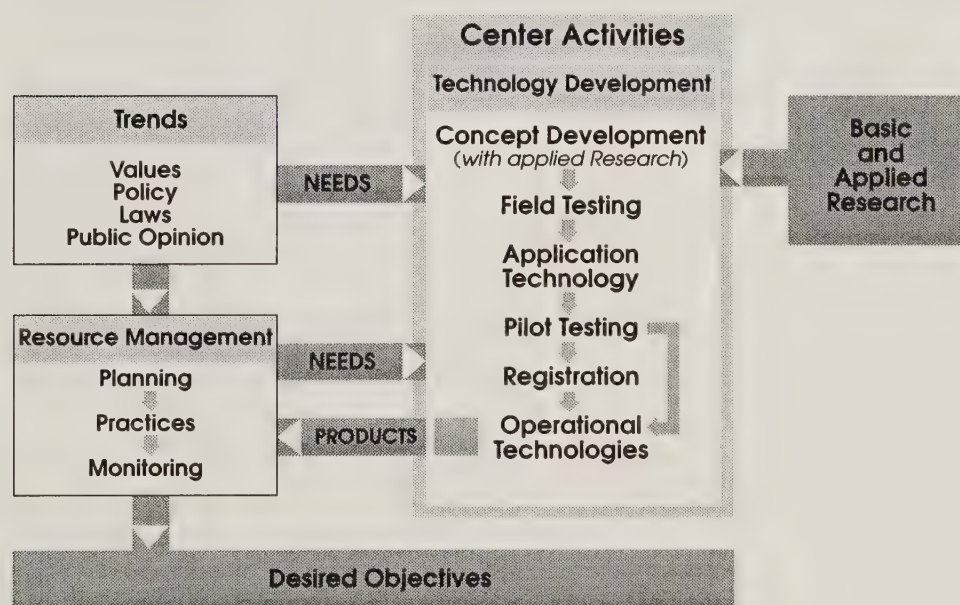 Center Activities
Technology Development
Concept Development
(with applied Research)
Field Testing
Application
Technology
Pilot Testing
Registration
Operational
Technologies
Trends
Values
Policy
Laws
Public Opinion
NEEDS
Basic
and
Applied
Research
Resource Management
Planning
Practices
Monitoring
NEEDS
PRODUCTS
Desired Objectives